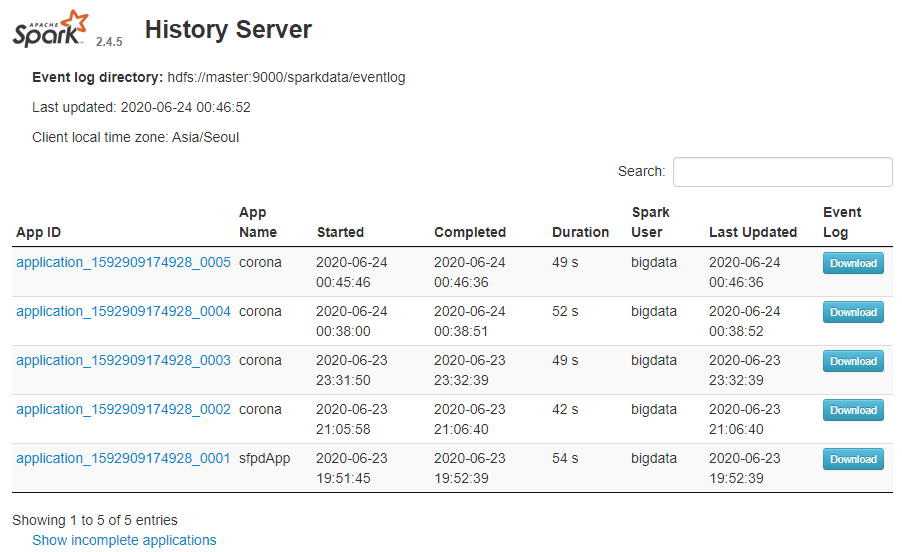 APACHE
Spark 2.4.5 History Server
Event log directory: hdfs://master:9000/sparkdata/eventlog
Last updated: 2020-06-24 00:46:52
Client local time zone: Asia/Seoul
Search:
App ID App Name Started Completed Duration Spark User Last Updated Event Log
application_1592909174928_0005 corona 2020-06-24 00:45:46 2020-06-24 00:46:36 49 s bigdata 2020-06-24 00:46:36 Download
application_1592909174928_0004 corona 2020-06-24 00:38:00 2020-06-24 00:38:51 52 s bigdata 2020-06-24 00:38:52 Download
application_1592909174928_0003 corona 2020-06-23 23:31:50 2020-06-23 23:32:39 49 s bigdata 2020-06-23 23:32:39 Download
application_1592909174928_0002 corona 2020-06-23 21:05:58 2020-06-23 21:06:40 42 s bigdata 2020-06-23 21:06:40 Download
application_1592909174928_0001 sfpdApp 2020-06-23 19:51:45 2020-06-23 19:52:39 54 s bigdata 2020-06-23 19:52:39 Download
Showing 1 to 5 of 5 entries
Show incomplete applications